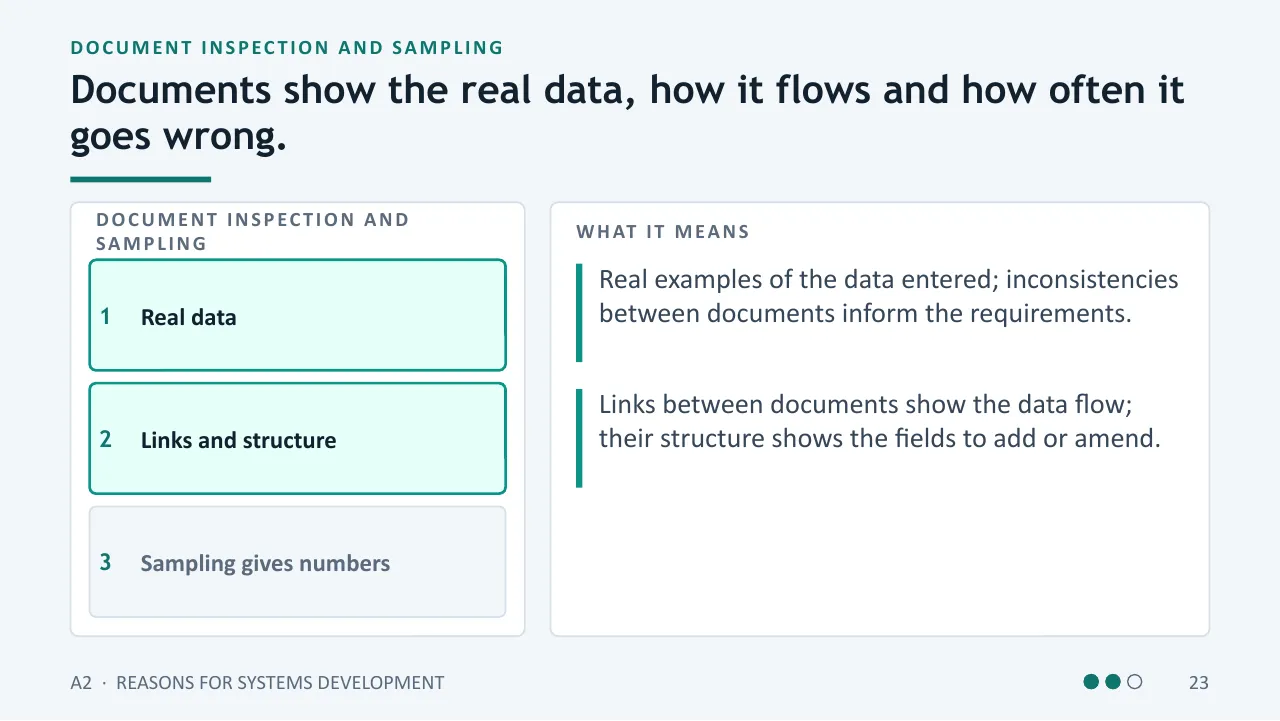 DOCUMENT INSPECTION AND SAMPLING
Documents show the real data, how it flows and how often it
goes wrong.
DOCUMENT INSPECTION AND
SAMPLING
1 Real data
2 Links and structure
3 Sampling gives numbers
WHAT IT MEANS
Real examples of the data entered; inconsistencies
between documents inform the requirements.
Links between documents show the data flow;
their structure shows the fields to add or amend.
A2 · REASONS FOR SYSTEMS DEVELOPMENT
23